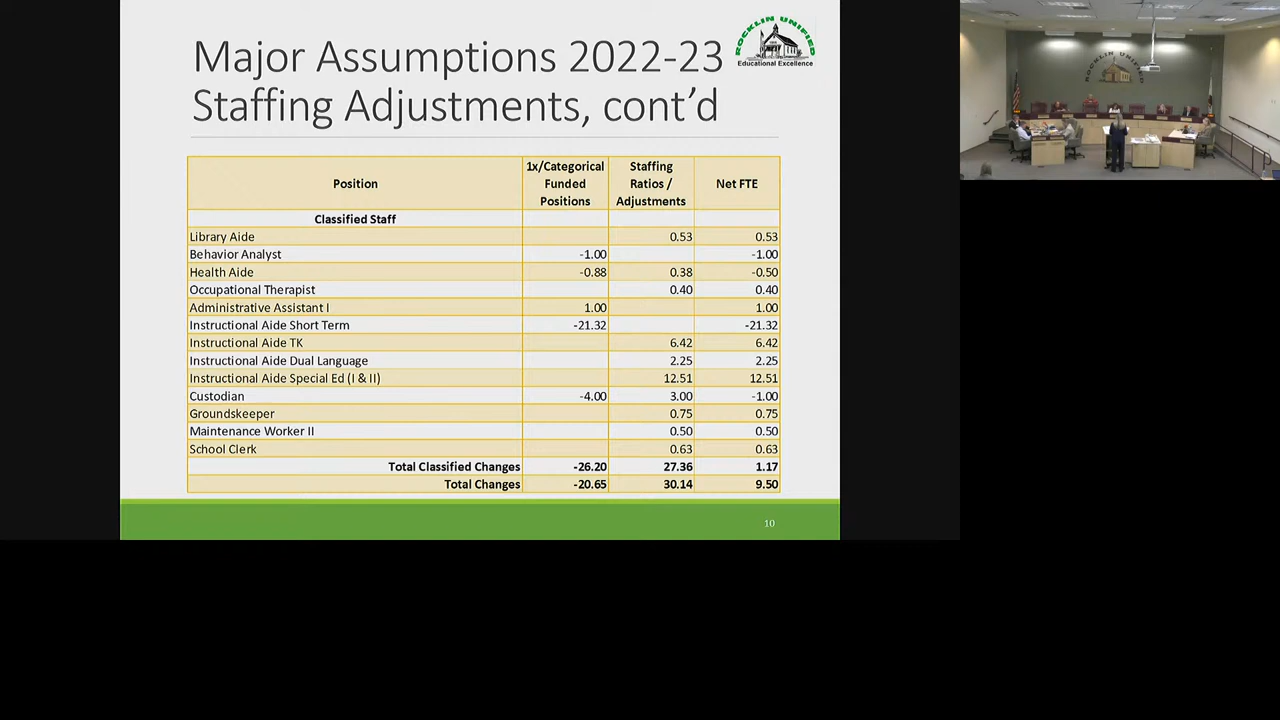 Major Assumptions 2022-23
Staffing Adjustments, cont'd
ROCKLIN UNIFIED
Educational Excellence
Position 1x/Categorical Funded Positions Staffing Ratios / Adjustments Net FTE
Classified Staff
Library Aide 0.53 0.53
Behavior Analyst -1.00 -1.00
Health Aide -0.88 0.38 -0.50
Occupational Therapist 0.40 0.40
Administrative Assistant I 1.00 1.00
Instructional Aide Short Term -21.32 -21.32
Instructional Aide TK 6.42 6.42
Instructional Aide Dual Language 2.25 2.25
Instructional Aide Special Ed (I & II) 12.51 12.51
Custodian -4.00 3.00 -1.00
Groundskeeper 0.75 0.75
Maintenance Worker II 0.50 0.50
School Clerk 0.63 0.63
Total Classified Changes -26.20 27.36 1.17
Total Changes -20.65 30.14 9.50
10
ROCKLIN UNIFIED